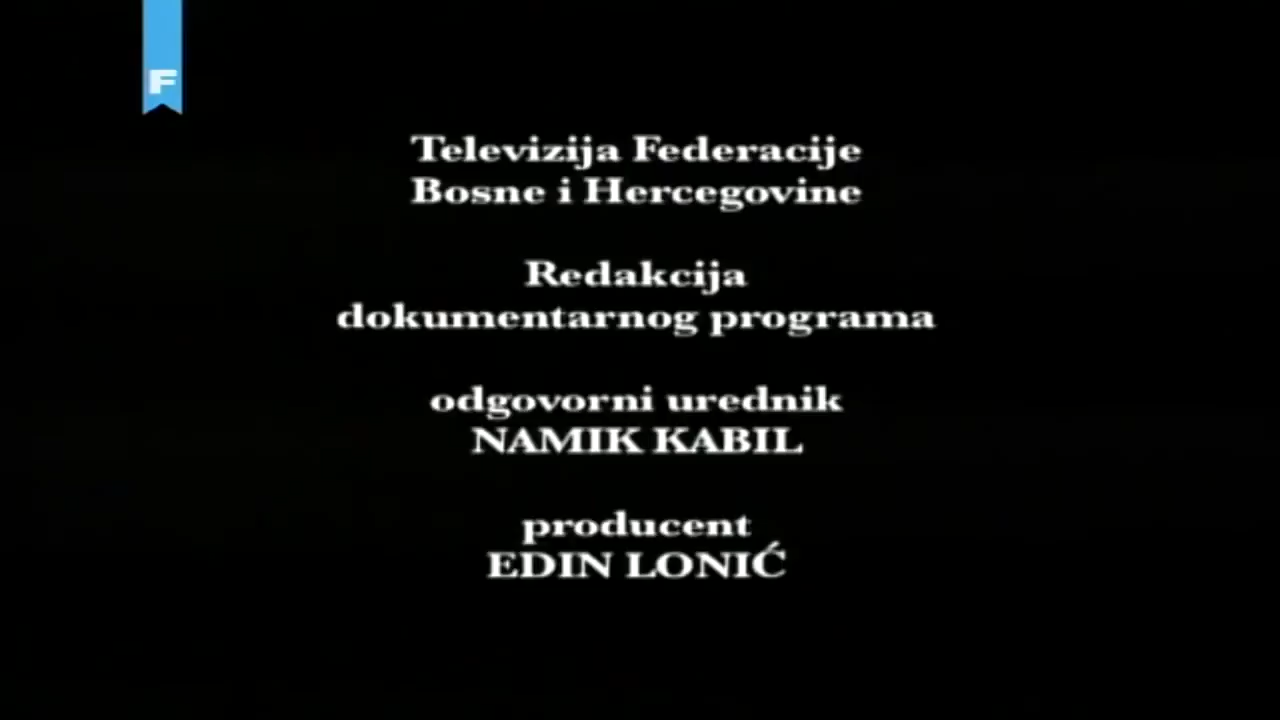 F
Televizija Federacije
Bosne i Hercegovine
Redakcija
dokumentarnog programa
odgovorni urednik
NAMIK KABIL
producent
EDIN LONIĆ